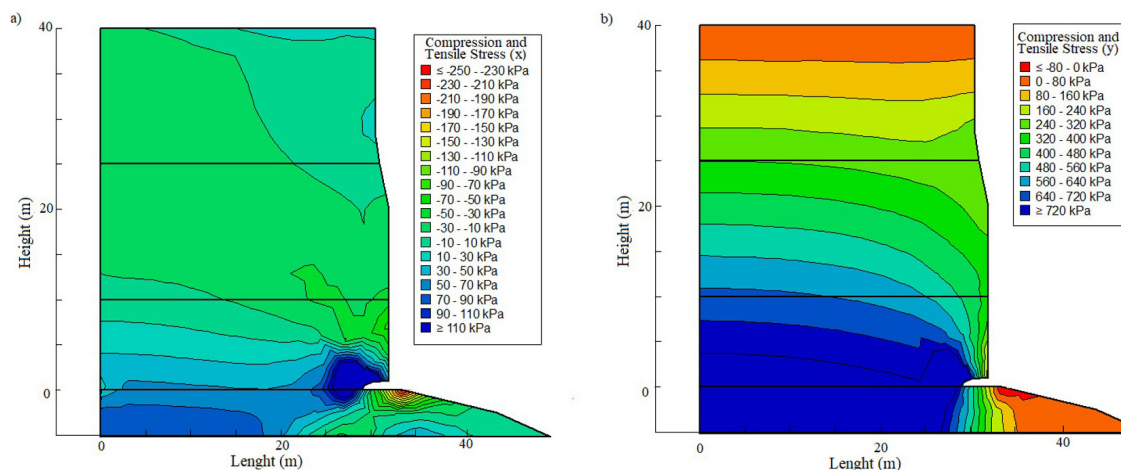 a)
40
20
0
Height (m)
0
20
40
Lenght (m)
Compression and
Tensile Stress (x)
≤ -250 - -230 kPa
-230 - -210 kPa
-210 - -190 kPa
-190 - -170 kPa
-170 - -150 kPa
-150 - -130 kPa
-130 - -110 kPa
-110 - -90 kPa
-90 - -70 kPa
-70 - -50 kPa
-50 - -30 kPa
-30 - -10 kPa
-10 - 10 kPa
10 - 30 kPa
30 - 50 kPa
50 - 70 kPa
70 - 90 kPa
90 - 110 kPa
≥ 110 kPa
b)
40
20
0
Height (m)
0
20
40
Lenght (m)
Compression and
Tensile Stress (y)
≤ -80 - 0 kPa
0 - 80 kPa
80 - 160 kPa
160 - 240 kPa
240 - 320 kPa
320 - 400 kPa
400 - 480 kPa
480 - 560 kPa
560 - 640 kPa
640 - 720 kPa
≥ 720 kPa